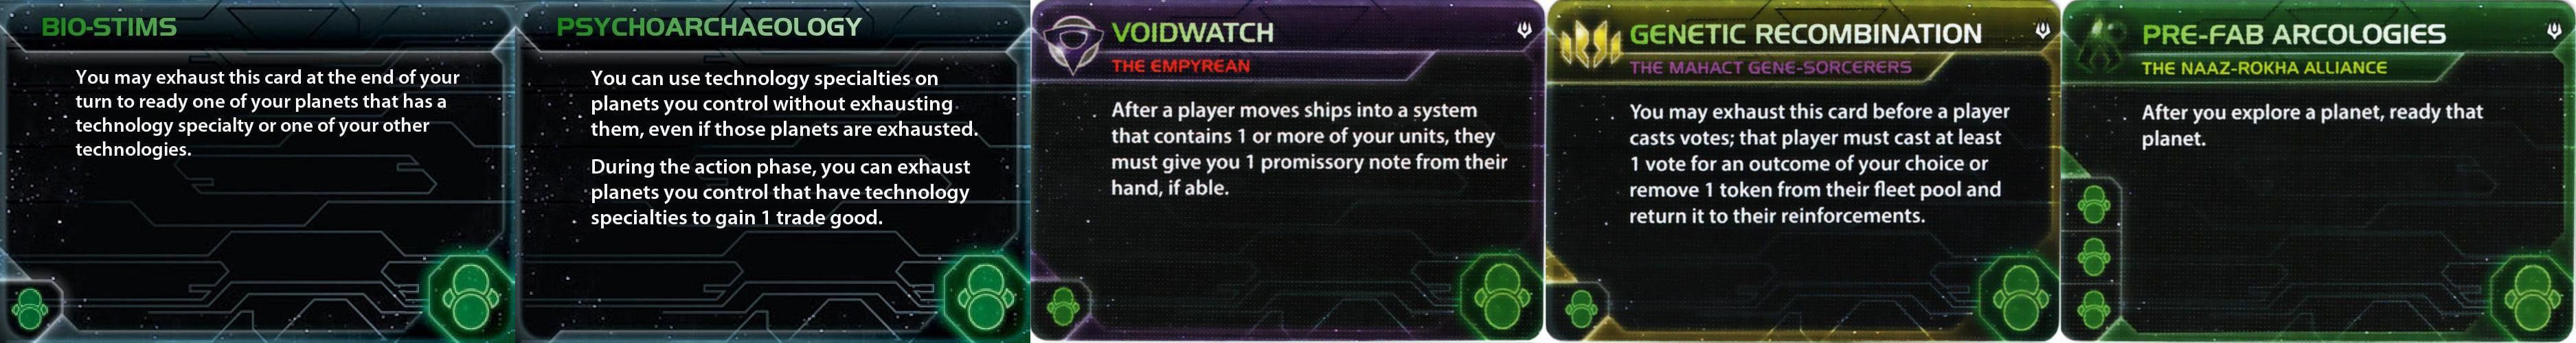 BIO-STIMS
You may exhaust this card at the end of your
turn to ready one of your planets that has a
technology specialty or one of your other
technologies.
PSYCHOARCHAEOLOGY
You can use technology specialties on
planets you control without exhausting
them, even if those planets are exhausted.
During the action phase, you can exhaust
planets you control that have technology
specialties to gain 1 trade good.
VOIDWATCH
THE EMPYREAN
After a player moves ships into a system
that contains 1 or more of your units, they
must give you 1 promissory note from their
hand, if able.
GENETIC RECOMBINATION
THE MAHACT GENE-SORCERERS
You may exhaust this card before a player
casts votes; that player must cast at least
1 vote for an outcome of your choice or
remove 1 token from their fleet pool and
return it to their reinforcements.
PRE-FAB ARCOLOGIES
THE NAAZ-ROKHA ALLIANCE
After you explore a planet, ready that
planet.